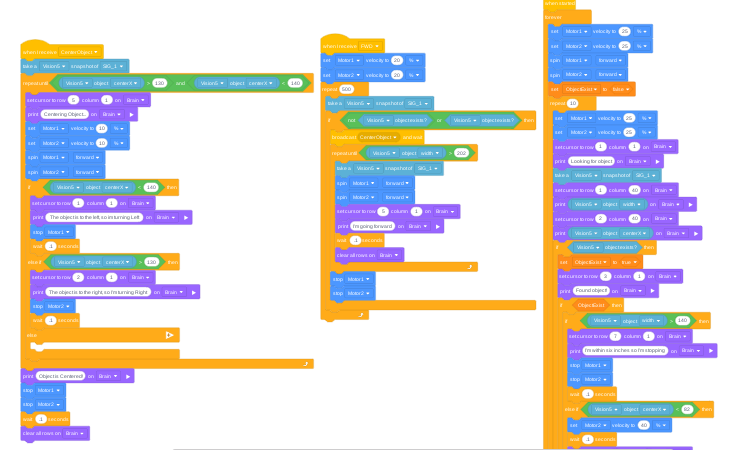 when I receive CenterObject
take a Vision5 snapshot of SIG_1
repeat until Vision5 object centerX > 130 and Vision5 object centerX < 140
set cursor to row 5 column 1 on Brain
print Centering Object.. on Brain
set Motor1 velocity to 10 %
set Motor2 velocity to 10 %
spin Motor1 forward
spin Motor2 forward
if Vision5 object centerX < 140 then
set cursor to row 1 column 1 on Brain
print The object is to the left, so im turning Left on Brain
stop Motor1
wait .1 seconds
else if Vision5 object centerX > 130 then
set cursor to row 2 column 1 on Brain
print The object is to the right, so I'm turning Right on Brain
stop Motor2
wait .1 seconds
else
print Object is Centered! on Brain
stop Motor1
stop Motor2
wait .1 seconds
clear all rows on Brain
when I receive FWD
set Motor1 velocity to 20 %
set Motor2 velocity to 20 %
repeat 500
take a Vision5 snapshot of SIG_1
if not Vision5 object exists? or Vision5 object exists? then
broadcast CenterObject and wait
repeat until Vision5 object width 202
take a Vision5 snapshot of SIG_1
spin Motor1 forward
spin Motor2 forward
set cursor to row 5 column 1 on Brain
print I'm going forward on Brain
wait .1 seconds
clear all rows on Brain
stop Motor1
stop Motor2
when started
forever
set Motor1 velocity to 25 %
set Motor2 velocity to 25 %
spin Motor1 forward
spin Motor2 forward
set ObjectExist to false
repeat 10
set Motor1 velocity to 25 %
set Motor2 velocity to 25 %
set cursor to row 1 column 1 on Brain
print Looking for object on Brain
take a Vision5 snapshot of SIG_1
set cursor to row 1 column 40 on Brain
print Vision5 object width on Brain
set cursor to row 2 column 40 on Brain
print Vision5 object centerX on Brain
if Vision5 object exists? then
set ObjectExist to true
set cursor to row 3 column 1 on Brain
print Found object! on Brain
if ObjectExist
if Vision5 object width > 140 then
set cursor to row 7 column 1 on Brain
print I'm within six inches so I'm stopping on Brain
stop Motor1
stop Motor2
wait .1 seconds
else if Vision5 object centerX < 62 then
set Motor2 velocity to 40 %
wait .1 seconds